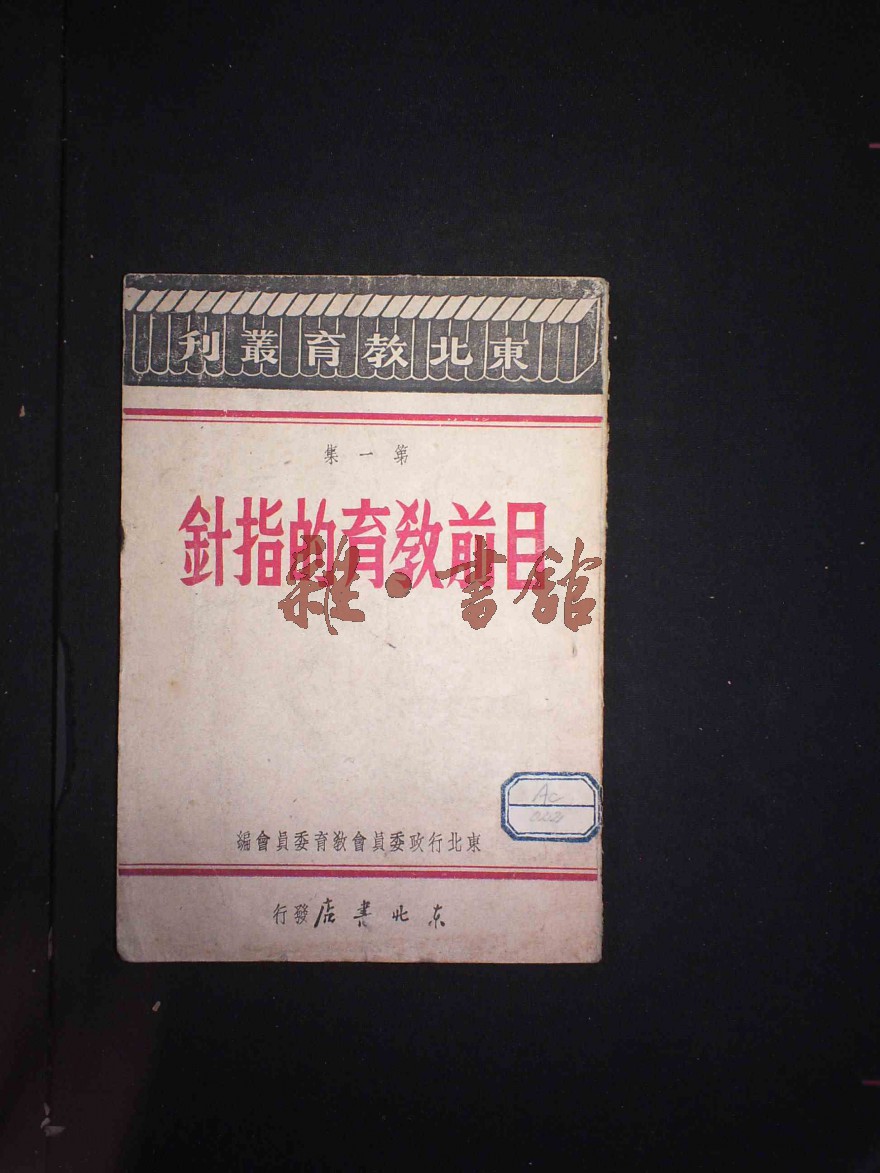 東北教育叢刊
第一集
目前教育的指針
雜·書館
Ac
東北行政委員會教育委員會編
东北書店發行